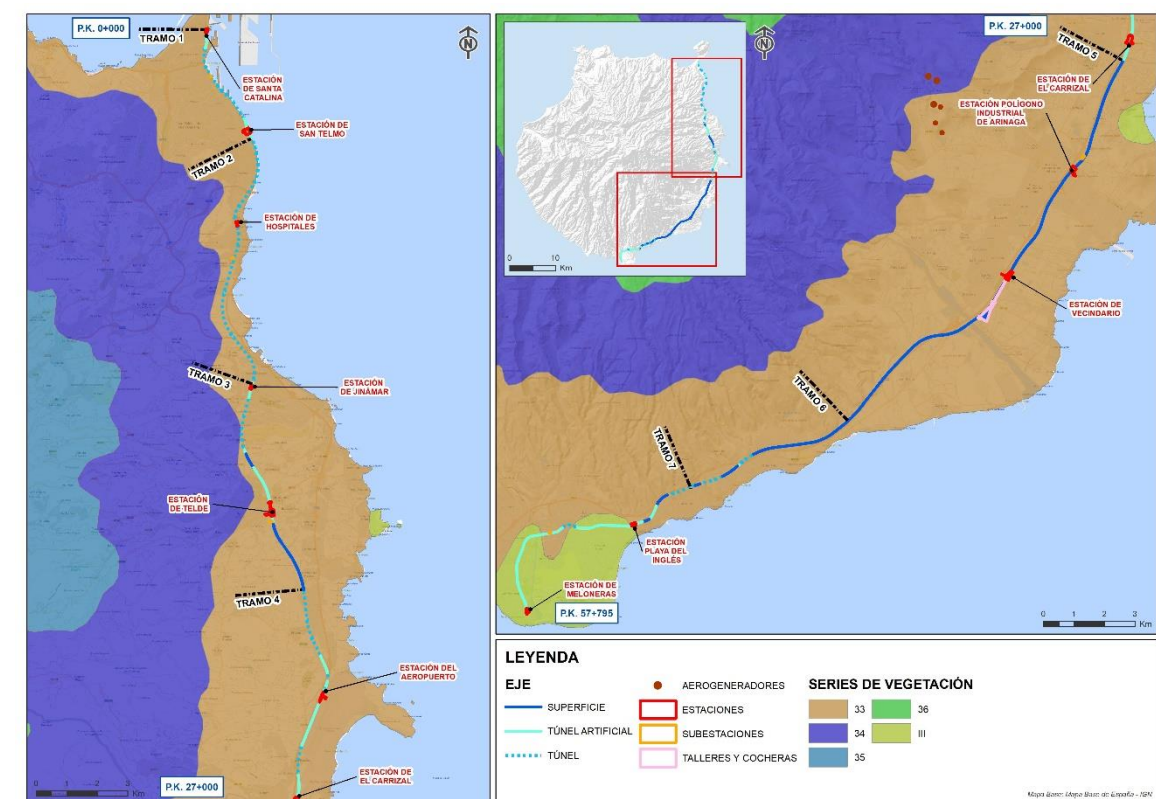 P.K. 0+000
TRAMO 1
N
ESTACIÓN
DE SANTA
CATALINA
ESTACIÓN DE
SAN TELMO
TRAMO 2
ESTACIÓN DE
HOSPITALES
TRAMO 3
ESTACIÓN
DE JINÁMAR
ESTACIÓN
DE TELDE
TRAMO 4
ESTACIÓN DEL
AEROPUERTO
ESTACIÓN DE
EL CARRIZAL
P.K. 27+000
0 1 2 3
Km
N
0 10
Km
P.K. 27+000
TRAMO 5
ESTACIÓN DE
EL CARRIZAL
ESTACIÓN POLÍGONO
INDUSTRIAL
DE ARINAGA
ESTACIÓN DE
VECINDARIO
TRAMO 6
TRAMO 7
ESTACIÓN
PLAYA DEL
INGLÉS
ESTACIÓN DE
MELONERAS
P.K. 57+795
0 1 2 3
Km
LEYENDA
EJE
SUPERFICIE
TÚNEL ARTIFICIAL
TÚNEL
AEROGENERADORES
ESTACIONES
SUBESTACIONES
TALLERES Y COCHERAS
SERIES DE VEGETACIÓN
33
34
35
36
III
Mapa Base: Mapa Base de España - IGN